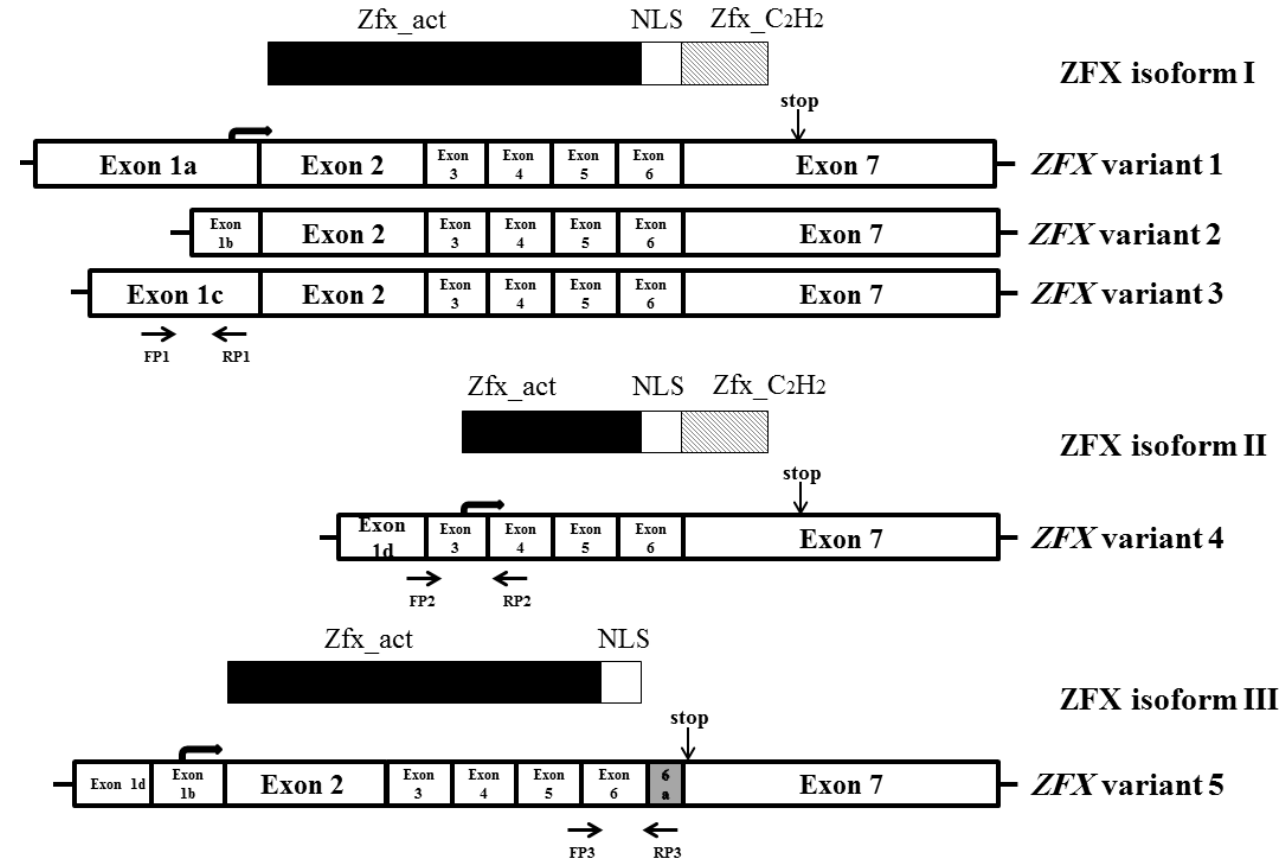 Zfx_act NLS Zfx_C₂H₂
ZFX isoform I
stop
Exon 1a Exon 2 Exon 3 Exon 4 Exon 5 Exon 6 Exon 7 ZFX variant 1
Exon 1b Exon 2 Exon 3 Exon 4 Exon 5 Exon 6 Exon 7 ZFX variant 2
Exon 1c Exon 2 Exon 3 Exon 4 Exon 5 Exon 6 Exon 7 ZFX variant 3
FP1 RP1
Zfx_act NLS Zfx_C₂H₂
ZFX isoform II
stop
Exon 1d Exon 3 Exon 4 Exon 5 Exon 6 Exon 7 ZFX variant 4
FP2 RP2
Zfx_act NLS
ZFX isoform III
stop
Exon 1d Exon 1b Exon 2 Exon 3 Exon 4 Exon 5 Exon 6 6a Exon 7 ZFX variant 5
FP3 RP3